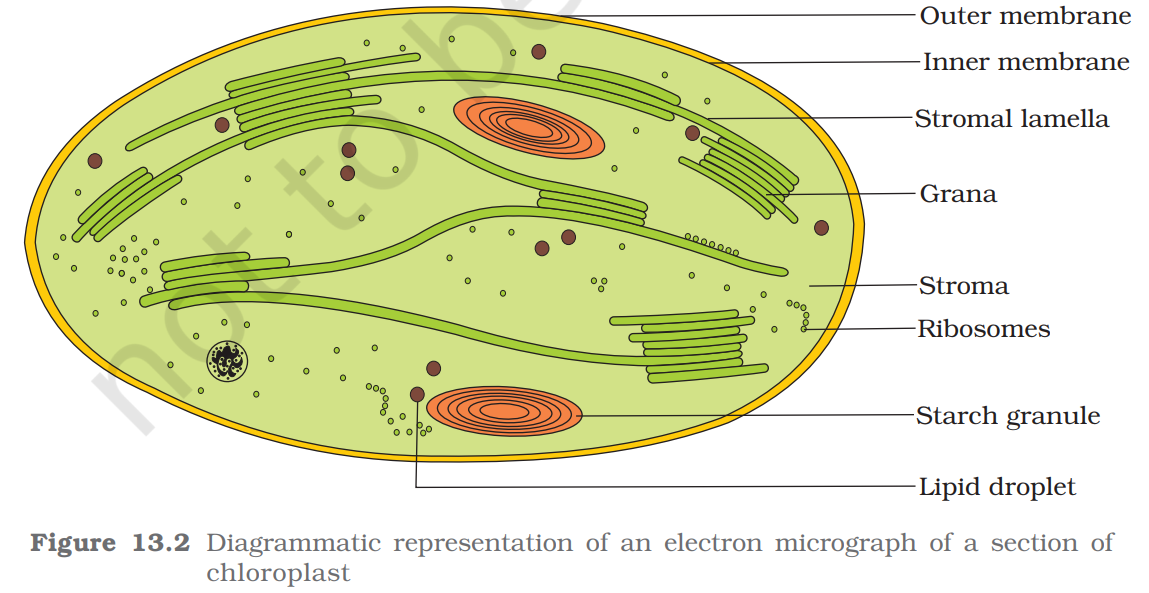 Outer membrane
Inner membrane
Stromal lamella
Grana
Stroma
Ribosomes
Starch granule
Lipid droplet
not to be
Figure 13.2 Diagrammatic representation of an electron micrograph of a section of
chloroplast